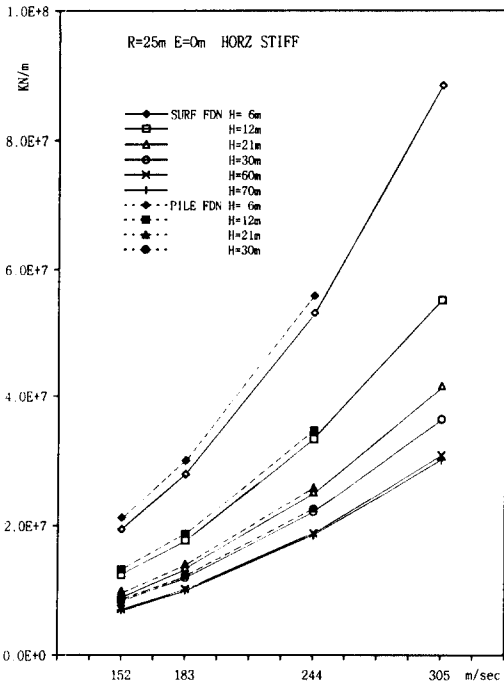 1.0E+8
KN/m
R=25m E=0m HORZ STIFF
SURF FDN H= 6m
H=12m
H=21m
H=30m
H=60m
H=70m
PILE FDN H= 6m
H=12m
H=21m
H=30m
8.0E+7
6.0E+7
4.0E+7
2.0E+7
0.0E+0
152 183 244 305 m/sec